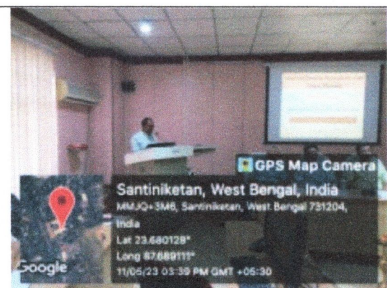 GPS Map Camera
Santiniketan, West Bengal, India
MMJQ+3M6, Santiniketan, West Bengal 731204,
India
Lat 23.680128°
Long 87.689111°
11/05/23 03:39 PM GMT +05:30
Google